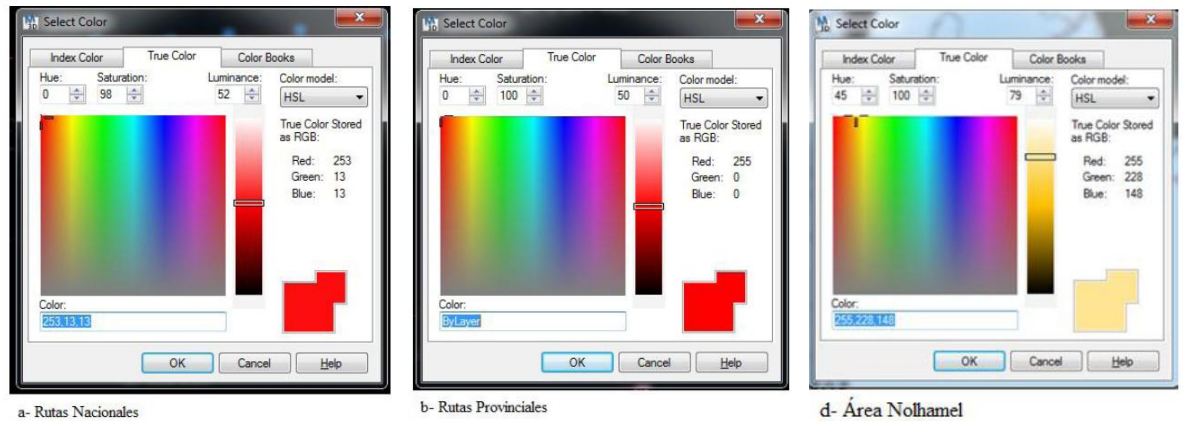 Select Color
Index Color True Color Color Books
Hue: Saturation: Luminance: Color model:
0 98 52 HSL
True Color Stored
as RGB:
Red: 253
Green: 13
Blue: 13
Color:
253,13,13
OK Cancel Help
a- Rutas Nacionales
Select Color
Index Color True Color Color Books
Hue: Saturation: Luminance: Color model:
0 100 50 HSL
True Color Stored
as RGB:
Red: 255
Green: 0
Blue: 0
Color:
ByLayer
OK Cancel Help
b- Rutas Provinciales
Select Color
Index Color True Color Color Books
Hue: Saturation: Luminance: Color model:
45 100 79 HSL
True Color Stored
as RGB:
Red: 255
Green: 228
Blue: 148
Color:
255,228,148
OK Cancel Help
d- Área Nolhamel